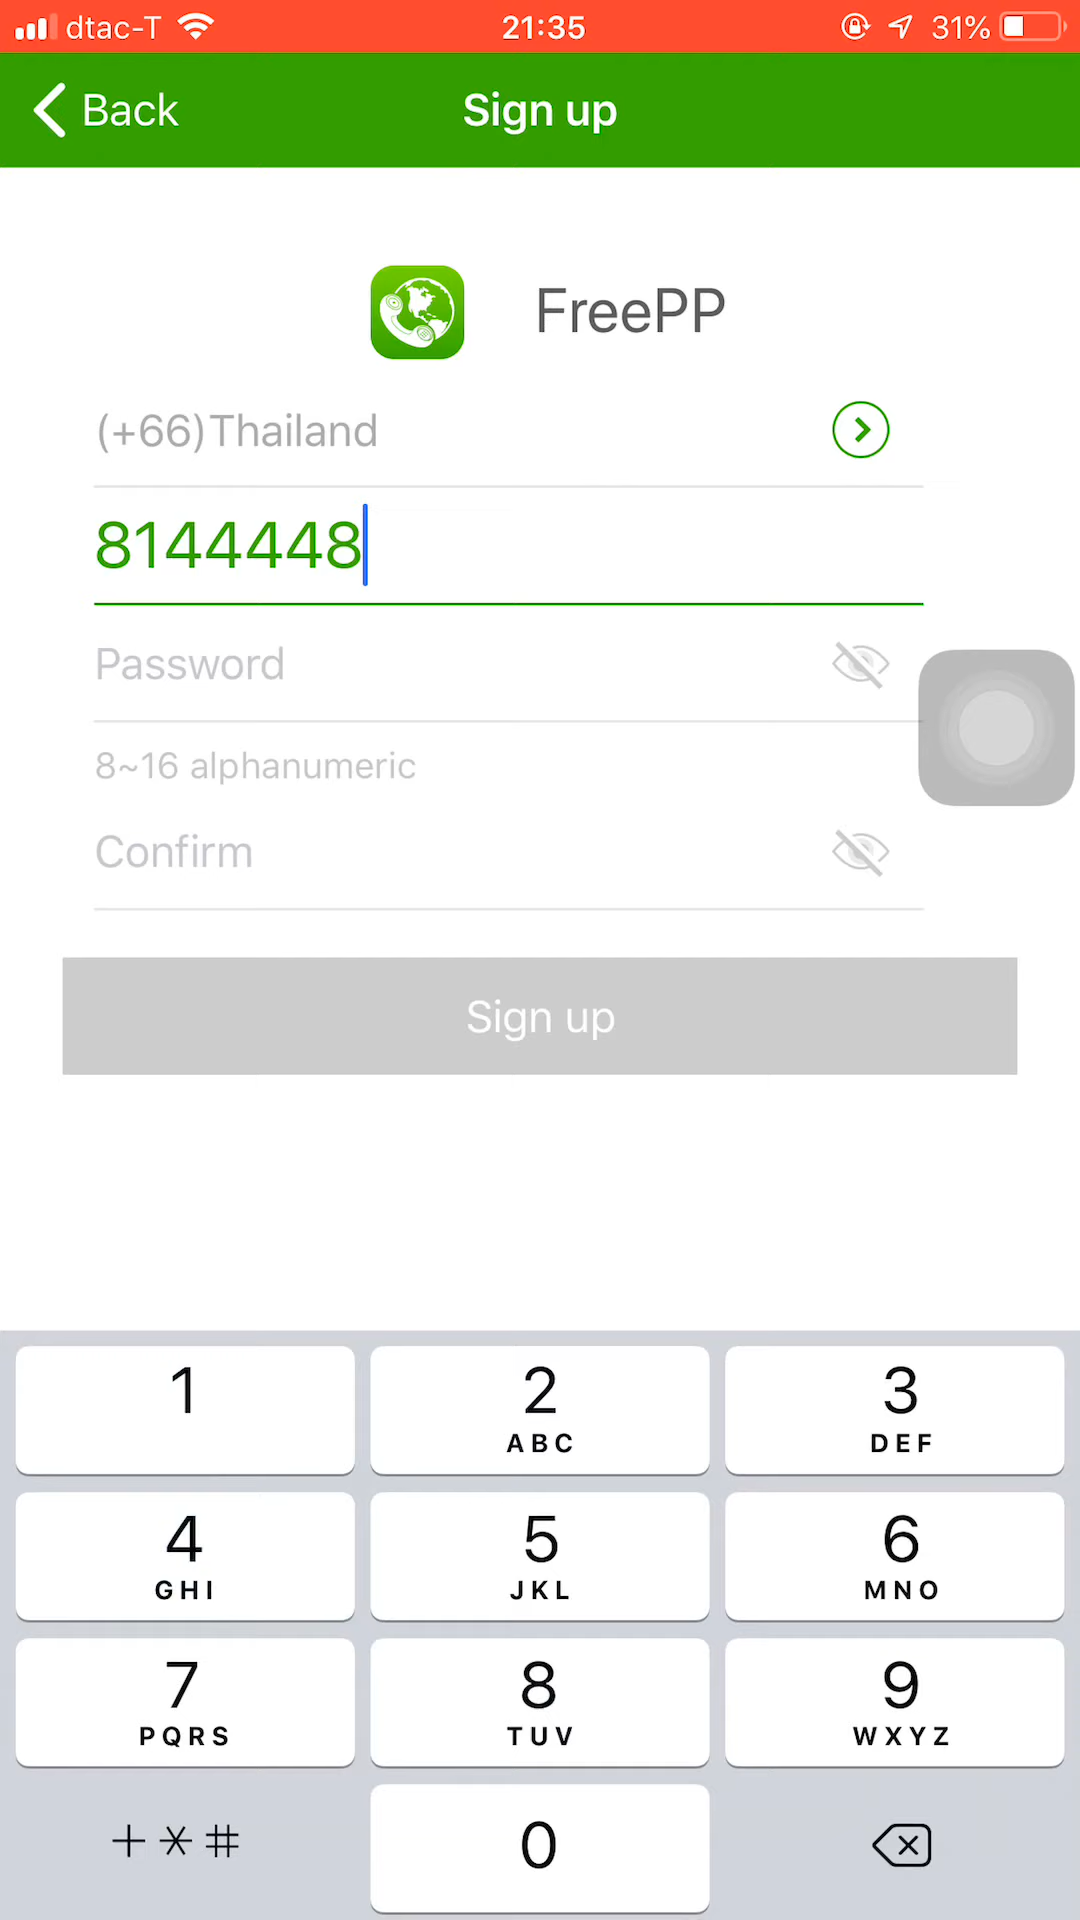 dtac-T 21:35 31%
Back Sign up
FreePP
(+66)Thailand
8144448
Password
8~16 alphanumeric
Confirm
Sign up
1 2 3
ABC DEF
4 5 6
GHI JKL MNO
7 8 9
PQRS TUV WXYZ
+*# 0